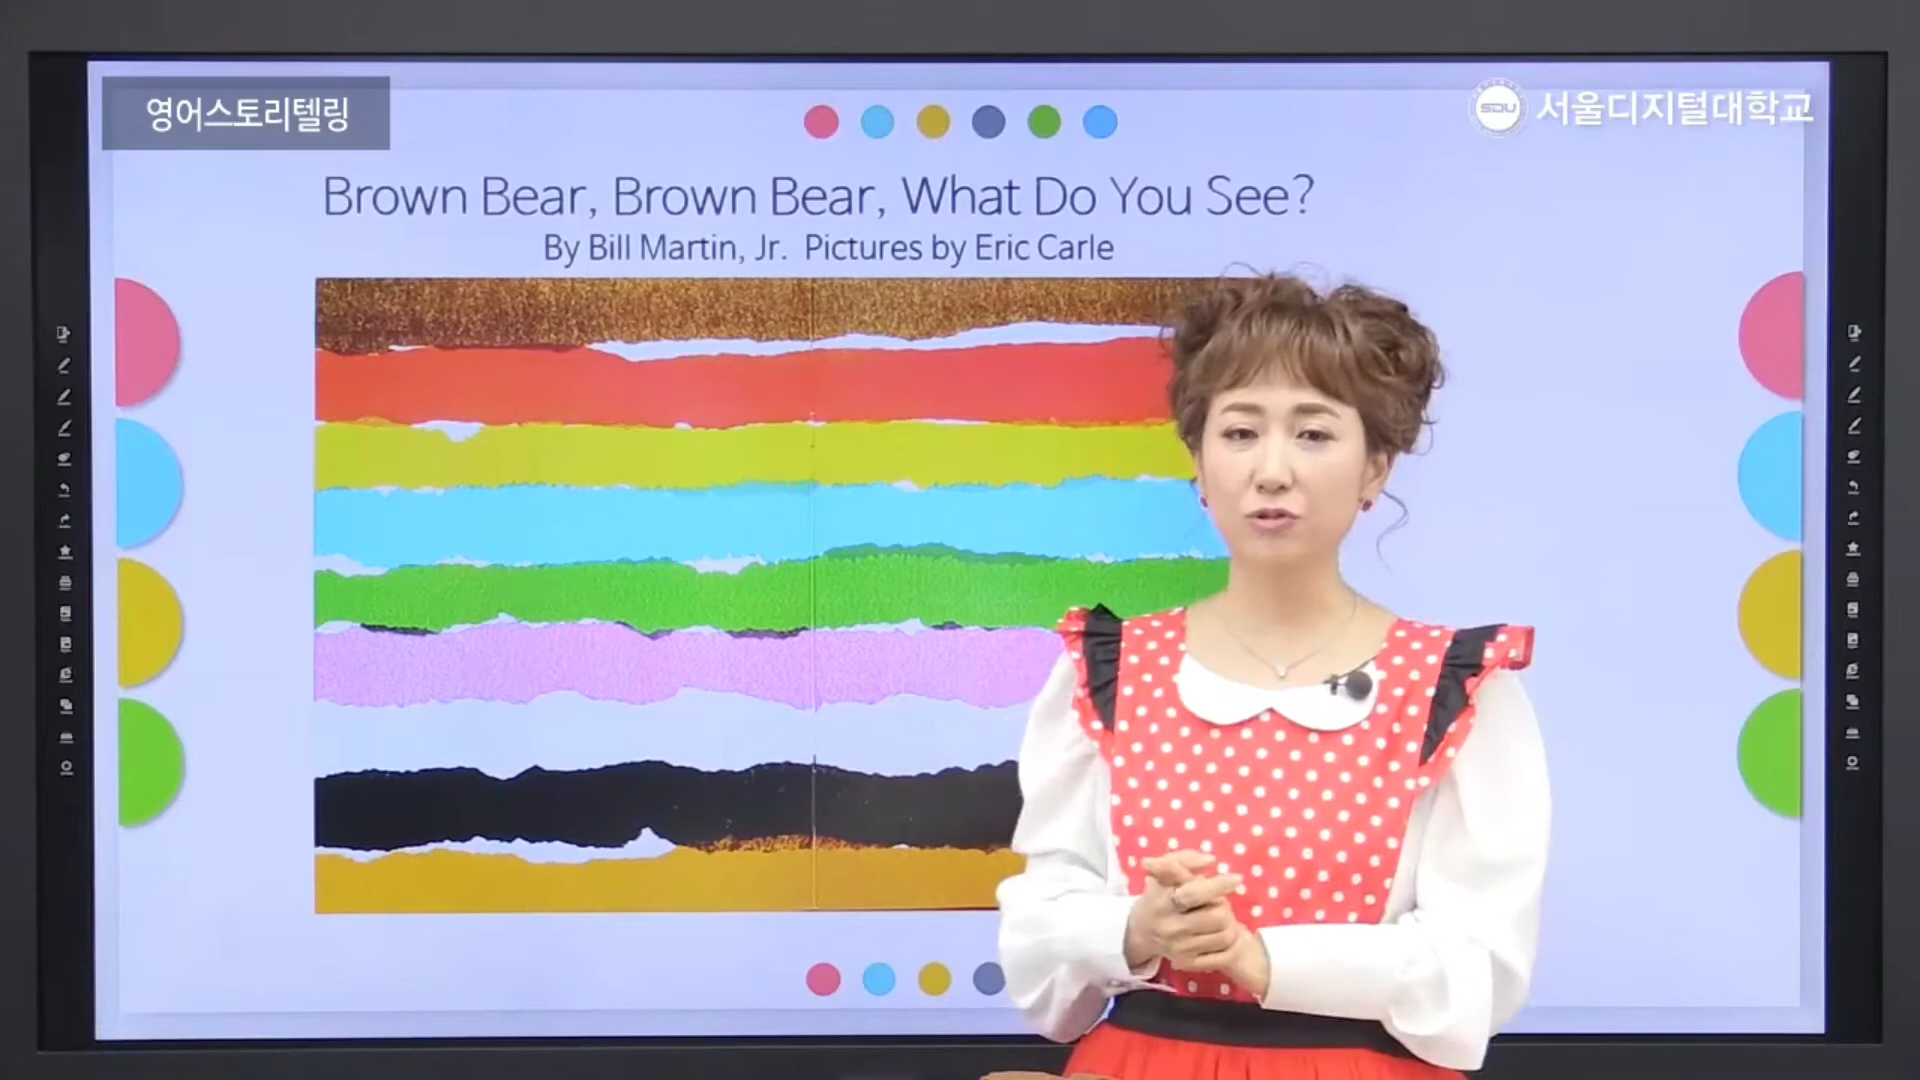 영어스토리텔링
SDU 서울디지털대학교
Brown Bear, Brown Bear, What Do You See?
By Bill Martin, Jr. Pictures by Eric Carle